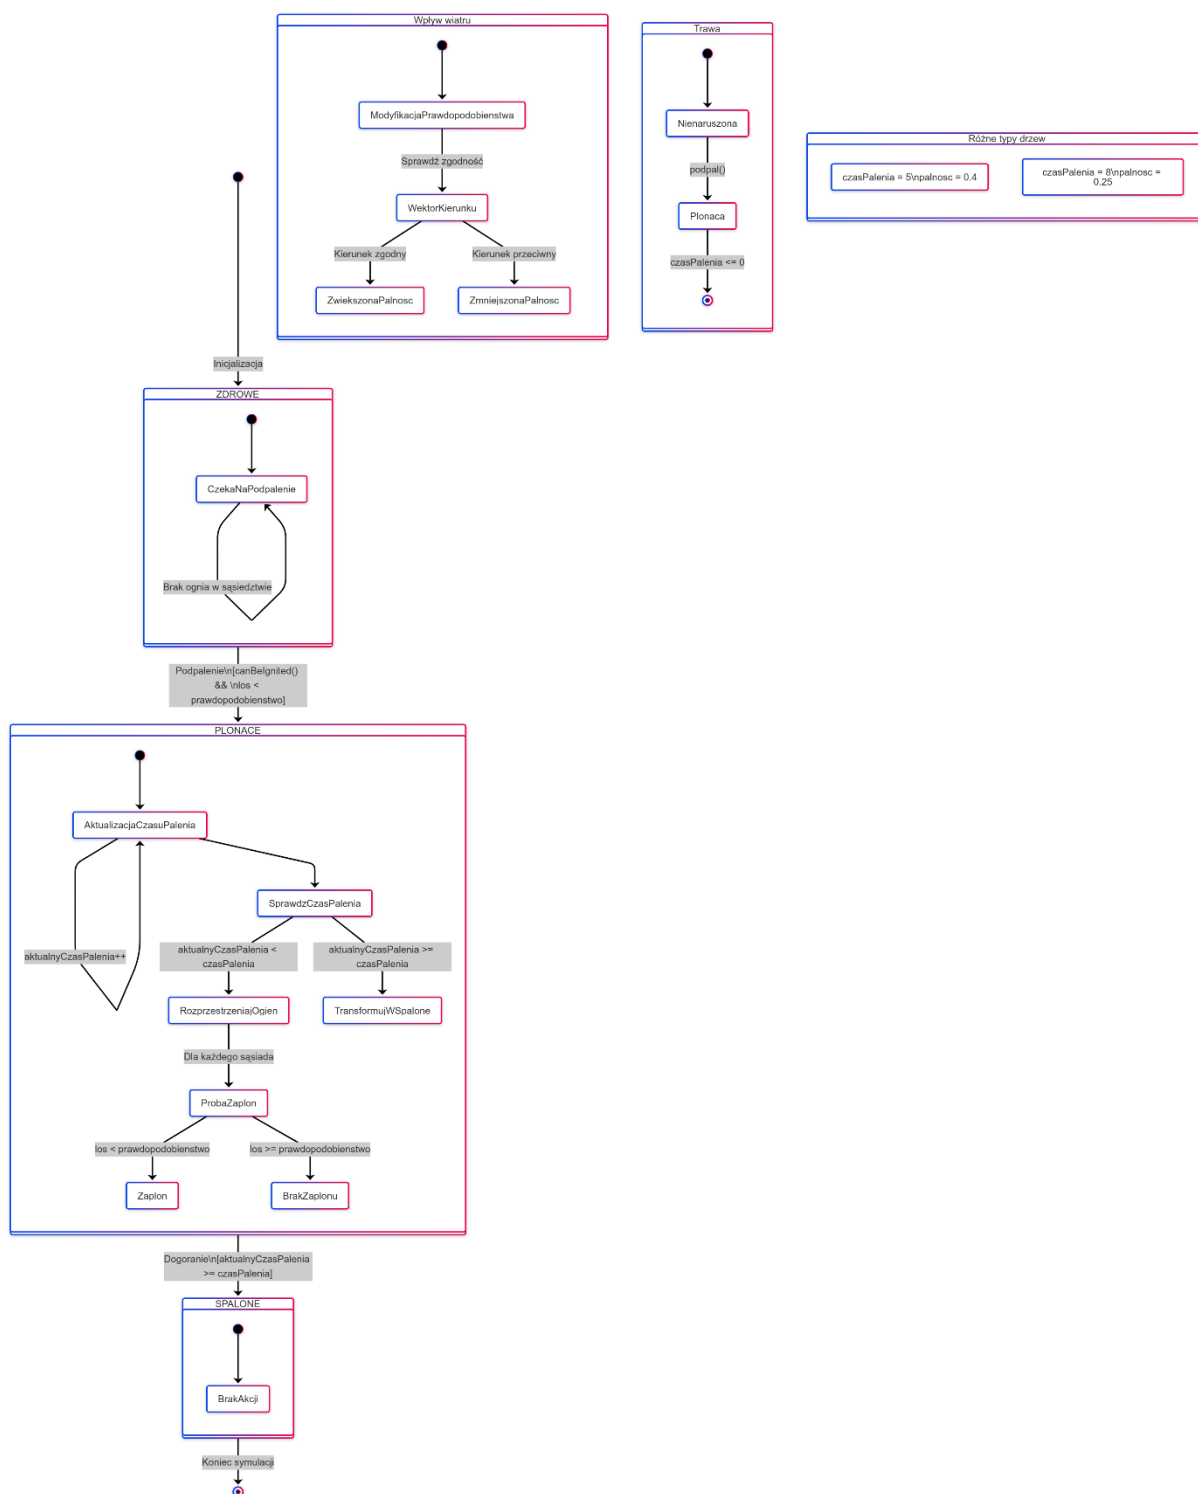 Wpływ wiatru
ModyfikacjaPrawdopodobienstwa
Sprawdź zgodność
WektorKierunku
Kierunek zgodny
Kierunek przeciwny
ZwiekszonaPalnosc
ZmniejszonaPalnosc
Trawa
Nienaruszona
podpal()
Plonaca
czasPalenia <= 0
Różne typy drzew
czasPalenia = 5\npalnosc = 0.4
czasPalenia = 8\npalnosc =
0.25
Inicjalizacja
ZDROWE
CzekaNaPodpalenie
Brak ognia w sąsiedztwie
Podpalenie\n[canBeIgnited()
&& \nlos <
prawdopodobienstwo]
PLONACE
AktualizacjaCzasuPalenia
SprawdzCzasPalenia
aktualnyCzasPalenia++
aktualnyCzasPalenia <
czasPalenia
aktualnyCzasPalenia >=
czasPalenia
RozprzestrzeniajOgien
TransformujWSpalone
Dla każdego sąsiada
ProbaZaplon
los < prawdopodobienstwo
los >= prawdopodobienstwo
Zaplon
BrakZaplonu
Dogoranie\n[aktualnyCzasPalenia
>= czasPalenia]
SPALONE
BrakAkcji
Koniec symulacji